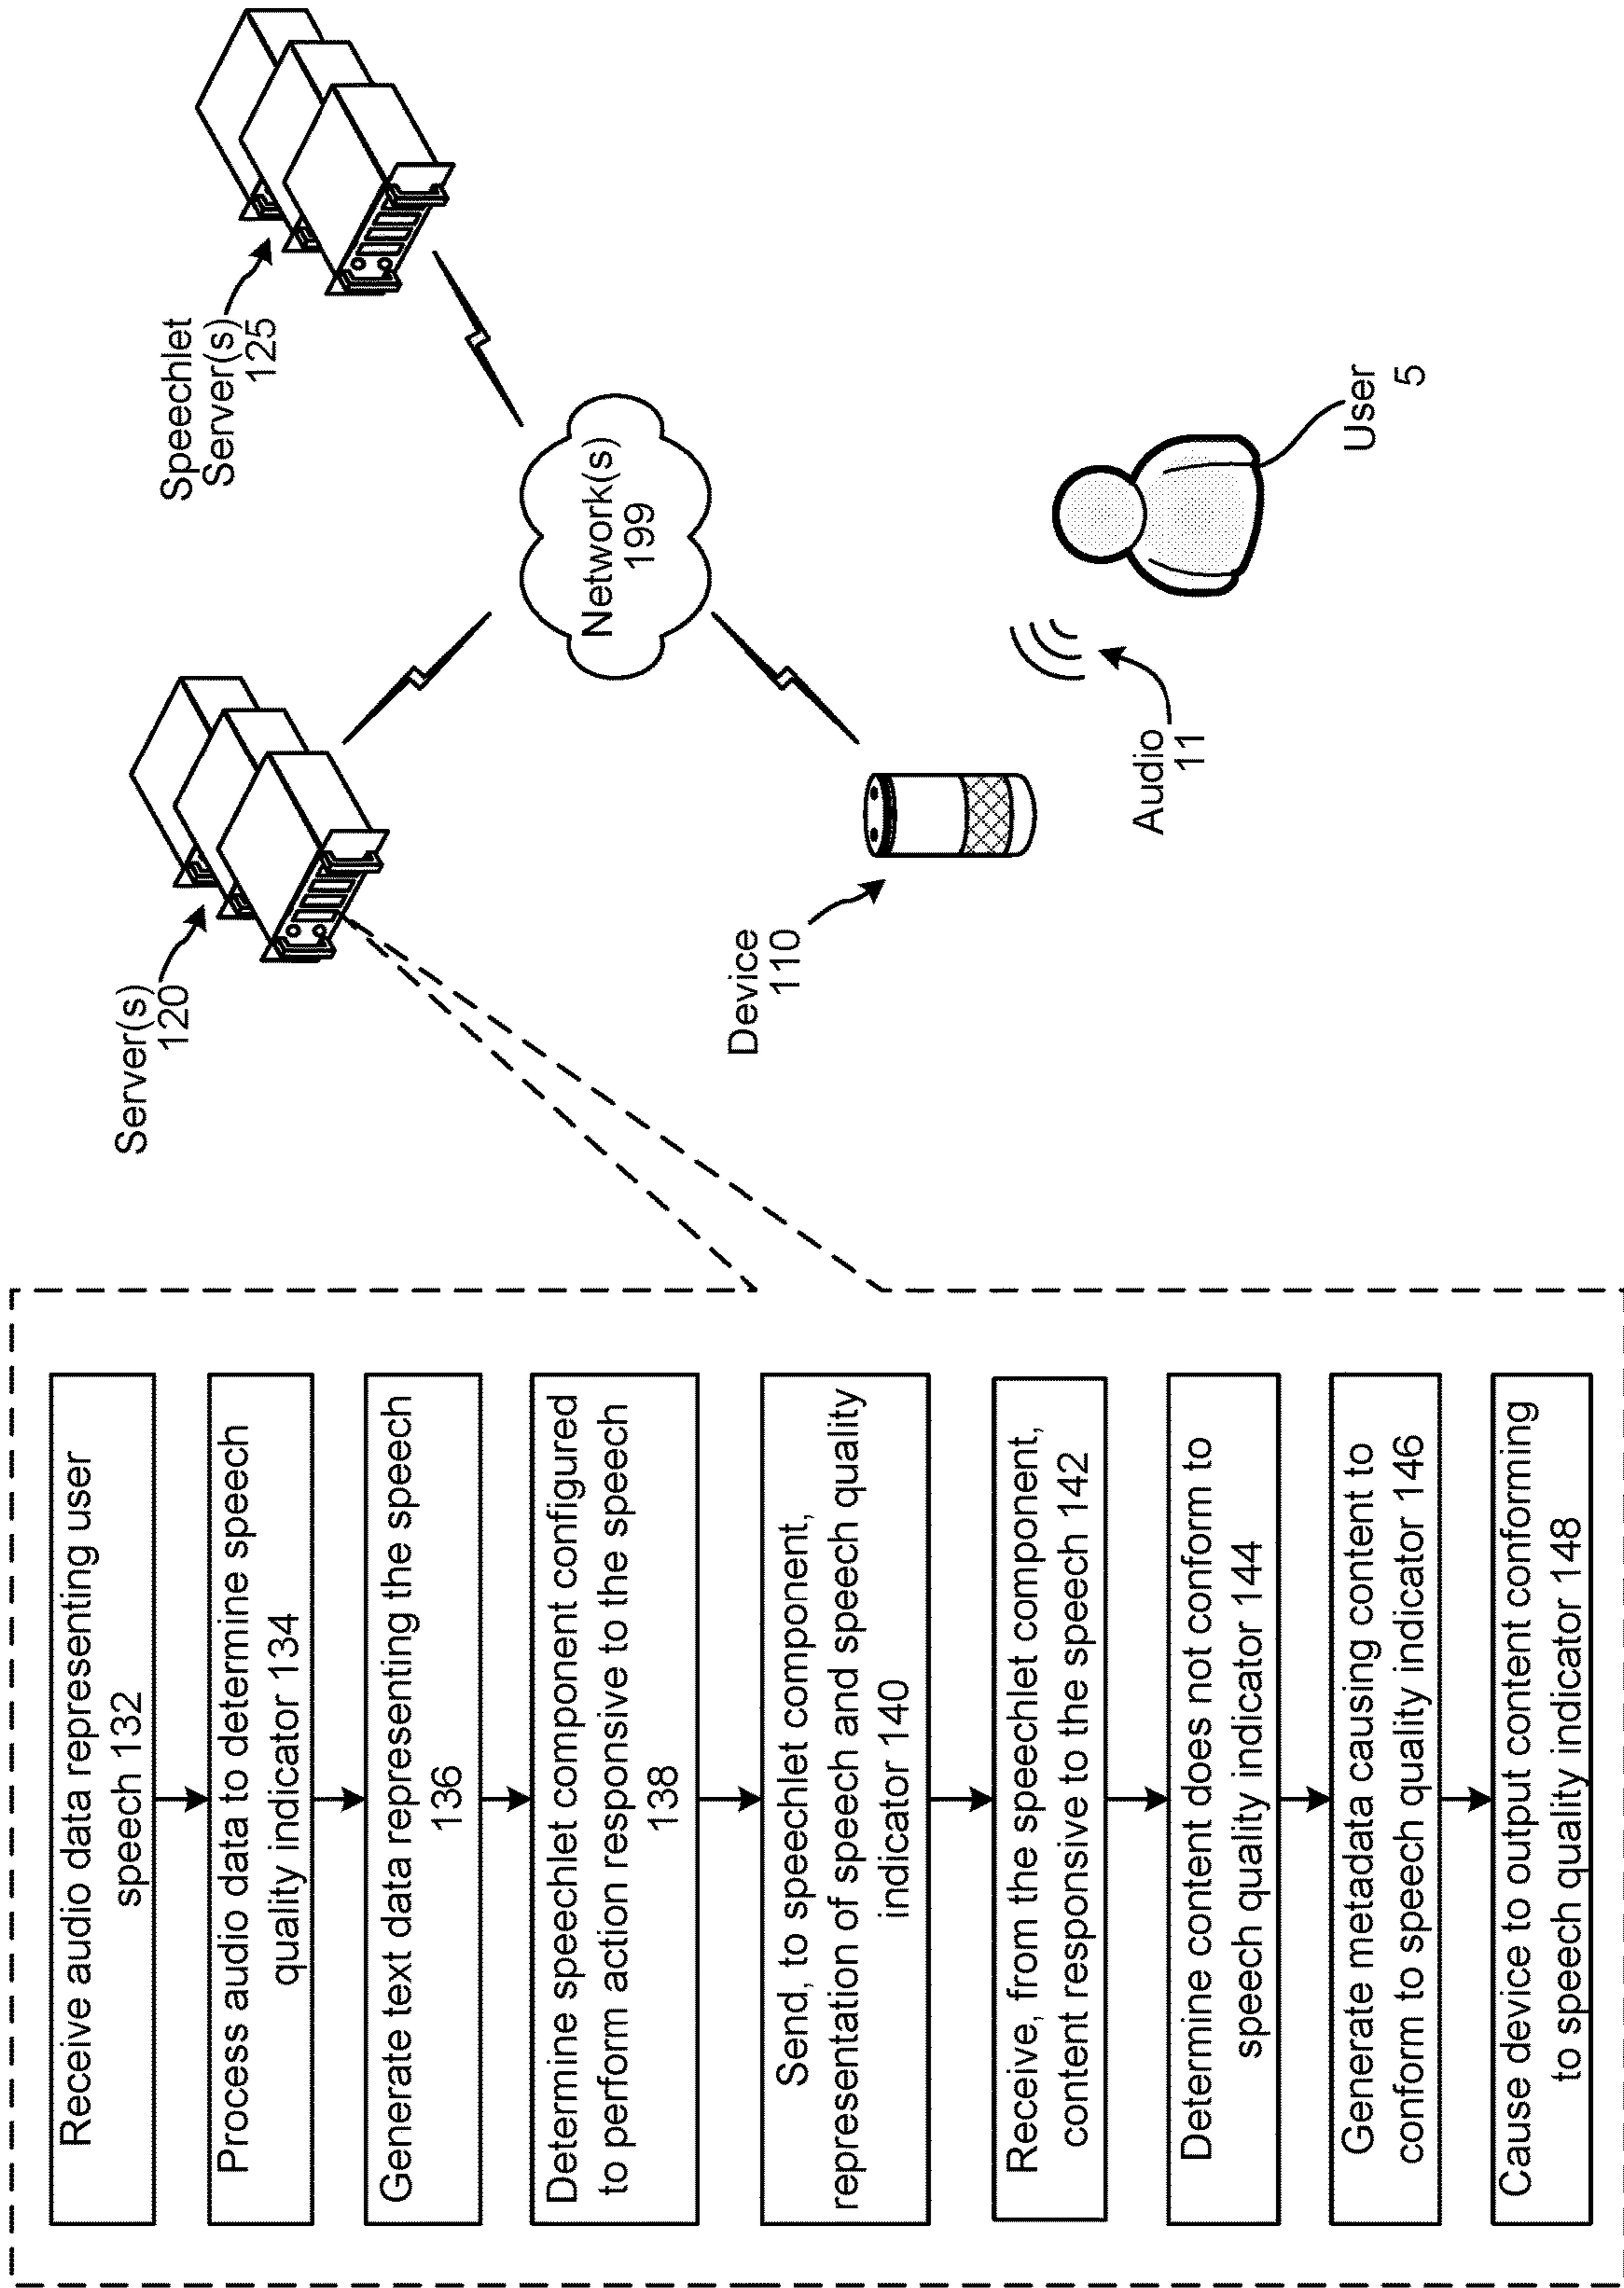 Receive audio data representing user
speech 132
Process audio data to determine speech
quality indicator 134
Generate text data representing the speech
136
Determine speechlet component configured
to perform action responsive to the speech
138
Send, to speechlet component,
representation of speech and speech quality
indicator 140
Receive, from the speechlet component,
content responsive to the speech 142
Determine content does not conform to
speech quality indicator 144
Generate metadata causing content to
conform to speech quality indicator 146
Cause device to output content conforming
to speech quality indicator 148
Server(s)
120
Speechlet
Server(s)
125
Network(s)
199
Device
110
Audio
11
User
5